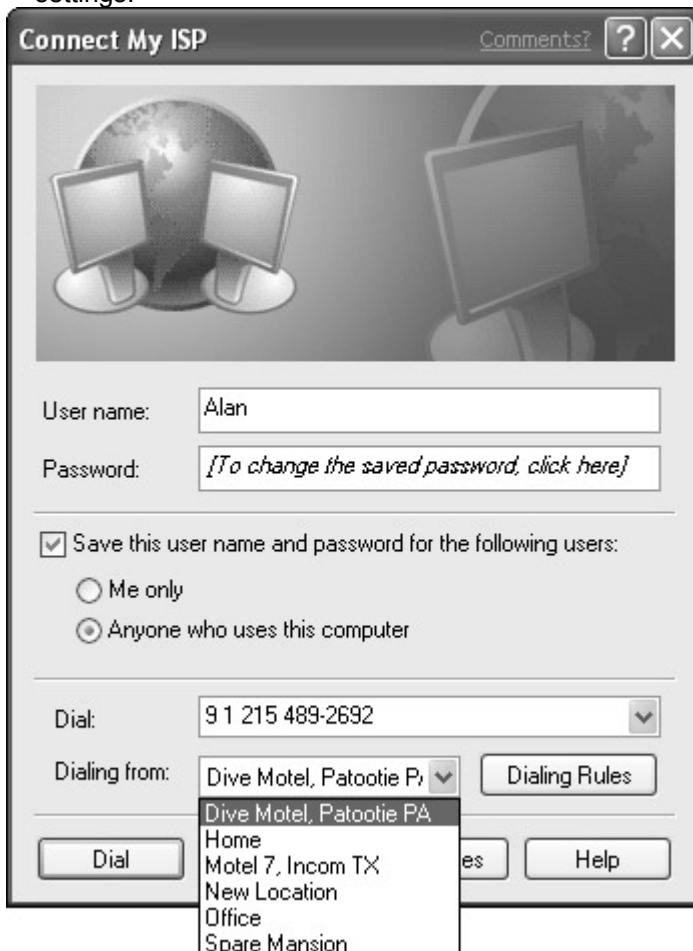 settings.
Connect My ISP Comments?
User name: Alan
Password: [To change the saved password, click here]
Save this user name and password for the following users:
Me only
Anyone who uses this computer
Dial: 9 1 215 489-2692
Dialing from: Dive Motel, Patootie P Dialing Rules
Dive Motel, Patootie PA
Home
Dial Motel 7, Incom TX es Help
New Location
Office
Spare Mansion